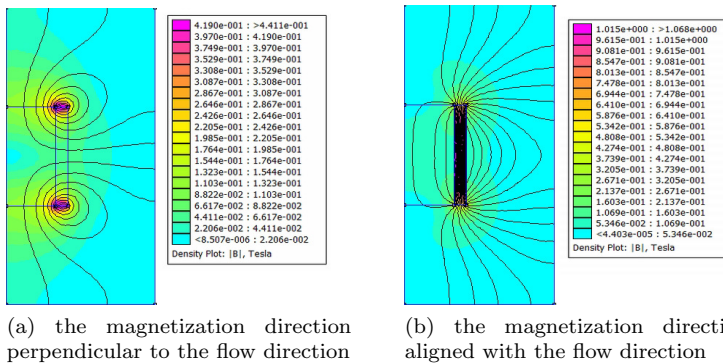 4.190e-001 : >4.411e-001
3.970e-001 : 4.190e-001
3.749e-001 : 3.970e-001
3.529e-001 : 3.749e-001
3.308e-001 : 3.529e-001
3.087e-001 : 3.308e-001
2.867e-001 : 3.087e-001
2.646e-001 : 2.867e-001
2.426e-001 : 2.646e-001
2.205e-001 : 2.426e-001
1.985e-001 : 2.205e-001
1.764e-001 : 1.985e-001
1.544e-001 : 1.764e-001
1.323e-001 : 1.544e-001
1.103e-001 : 1.323e-001
8.822e-002 : 1.103e-001
6.617e-002 : 8.822e-002
4.411e-002 : 6.617e-002
2.206e-002 : 4.411e-002
<8.507e-006 : 2.206e-002
Density Plot: |B|, Tesla
1.015e+000 : >1.068e+000
9.615e-001 : 1.015e+000
9.081e-001 : 9.615e-001
8.547e-001 : 9.081e-001
8.013e-001 : 8.547e-001
7.478e-001 : 8.013e-001
6.944e-001 : 7.478e-001
6.410e-001 : 6.944e-001
5.876e-001 : 6.410e-001
5.342e-001 : 5.876e-001
4.808e-001 : 5.342e-001
4.274e-001 : 4.808e-001
3.739e-001 : 4.274e-001
3.205e-001 : 3.739e-001
2.671e-001 : 3.205e-001
2.137e-001 : 2.671e-001
1.603e-001 : 2.137e-001
1.069e-001 : 1.603e-001
5.346e-002 : 1.069e-001
<4.403e-005 : 5.346e-002
Density Plot: |B|, Tesla
(a) the magnetization direction
perpendicular to the flow direction
(b) the magnetization directi
aligned with the flow direction